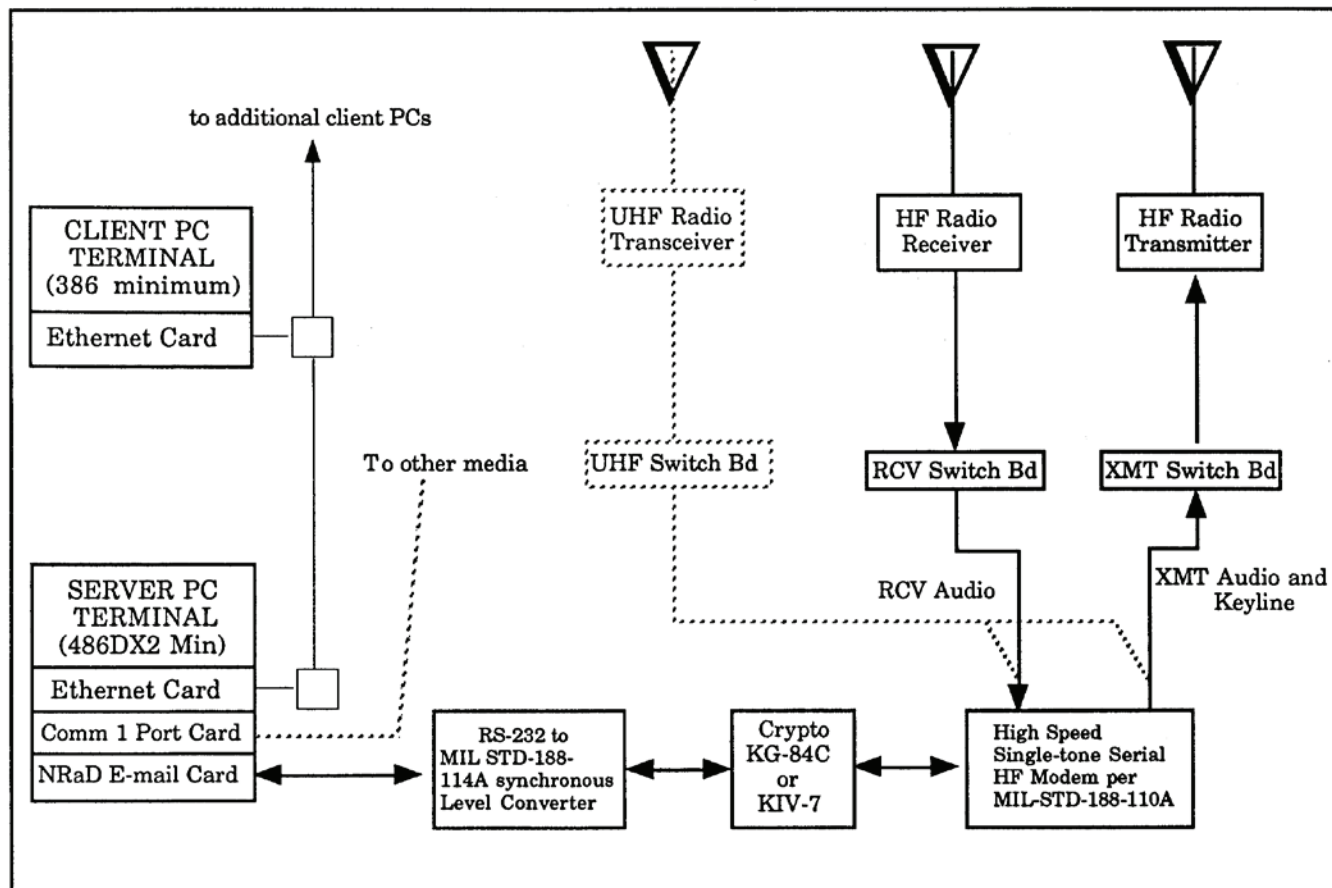 to additional client PCs
CLIENT PC
TERMINAL
(386 minimum)
Ethernet Card
UHF Radio
Transceiver
HF Radio
Receiver
HF Radio
Transmitter
To other media
UHF Switch Bd
RCV Switch Bd
XMT Switch Bd
SERVER PC
TERMINAL
(486DX2 Min)
Ethernet Card
Comm 1 Port Card
NRaD E-mail Card
RCV Audio
XMT Audio and
Keyline
RS-232 to
MIL STD-188-
114A synchronous
Level Converter
Crypto
KG-84C
or
KIV-7
High Speed
Single-tone Serial
HF Modem per
MIL-STD-188-110A